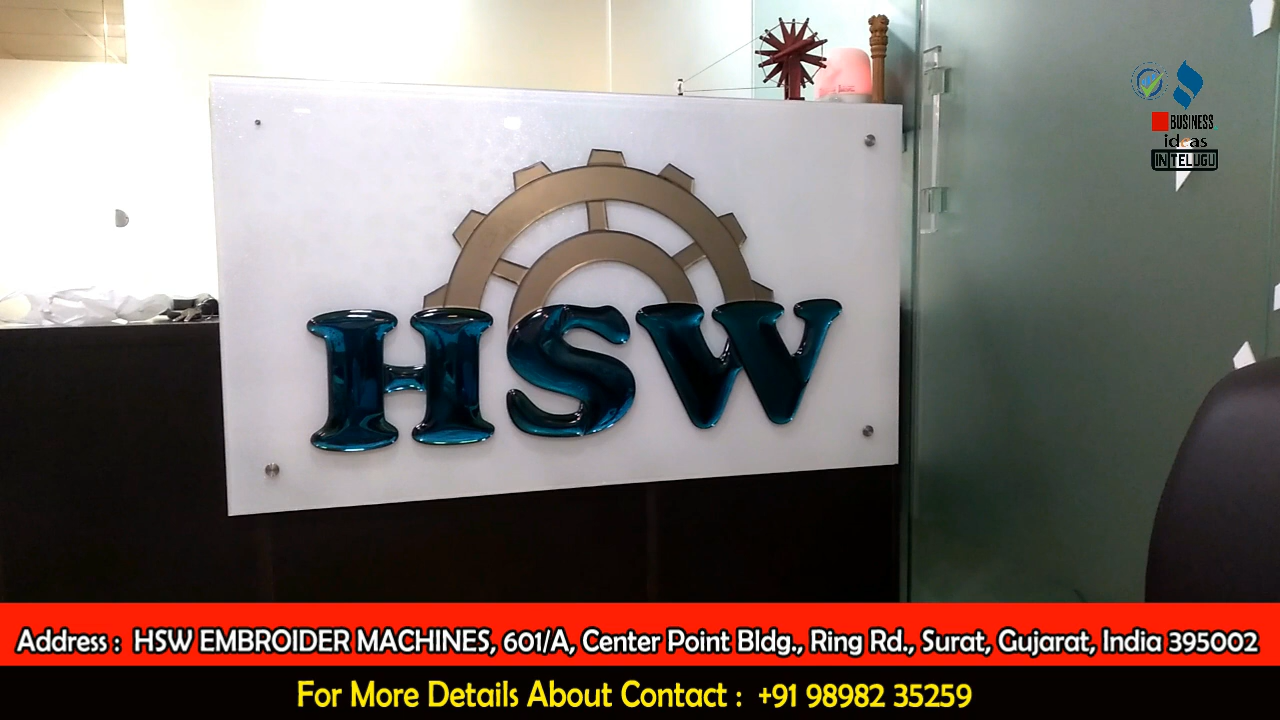 BUSINESS
ideas
IN TELUGU
HSW
Address : HSW EMBROIDER MACHINES, 601/A, Center Point Bldg., Ring Rd., Surat, Gujarat, India 395002
For More Details About Contact : +91 98982 35259